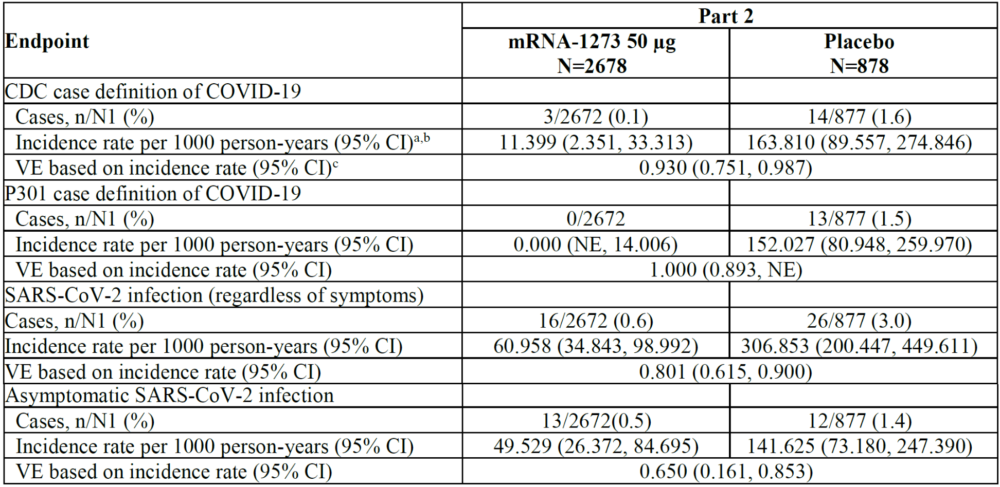 Endpoint
Part 2
mRNA-1273 50 µg
N=2678
Placebo
N=878
CDC case definition of COVID-19
Cases, n/N1 (%) 3/2672 (0.1) 14/877 (1.6)
Incidence rate per 1000 person-years (95% CI)a,b 11.399 (2.351, 33.313) 163.810 (89.557, 274.846)
VE based on incidence rate (95% CI)c 0.930 (0.751, 0.987)
P301 case definition of COVID-19
Cases, n/N1 (%) 0/2672 13/877 (1.5)
Incidence rate per 1000 person-years (95% CI) 0.000 (NE, 14.006) 152.027 (80.948, 259.970)
VE based on incidence rate (95% CI) 1.000 (0.893, NE)
SARS-CoV-2 infection (regardless of symptoms)
Cases, n/N1 (%) 16/2672 (0.6) 26/877 (3.0)
Incidence rate per 1000 person-years (95% CI) 60.958 (34.843, 98.992) 306.853 (200.447, 449.611)
VE based on incidence rate (95% CI) 0.801 (0.615, 0.900)
Asymptomatic SARS-CoV-2 infection
Cases, n/N1 (%) 13/2672(0.5) 12/877 (1.4)
Incidence rate per 1000 person-years (95% CI) 49.529 (26.372, 84.695) 141.625 (73.180, 247.390)
VE based on incidence rate (95% CI) 0.650 (0.161, 0.853)